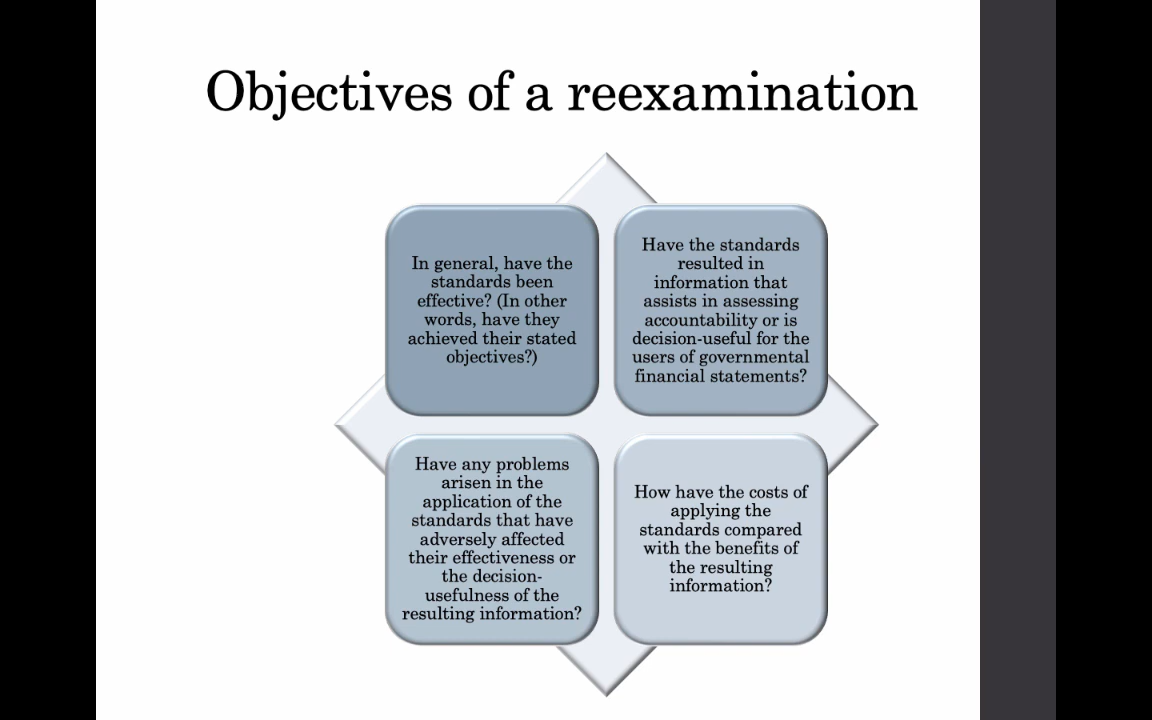 Objectives of a reexamination
In general, have the
standards been
effective? (In other
words, have they
achieved their stated
objectives?)
Have the standards
resulted in
information that
assists in assessing
accountability or is
decision-useful for the
users of governmental
financial statements?
Have any problems
arisen in the
application of the
standards that have
adversely affected
their effectiveness or
the decision-
usefulness of the
resulting information?
How have the costs of
applying the
standards compared
with the benefits of
the resulting
information?